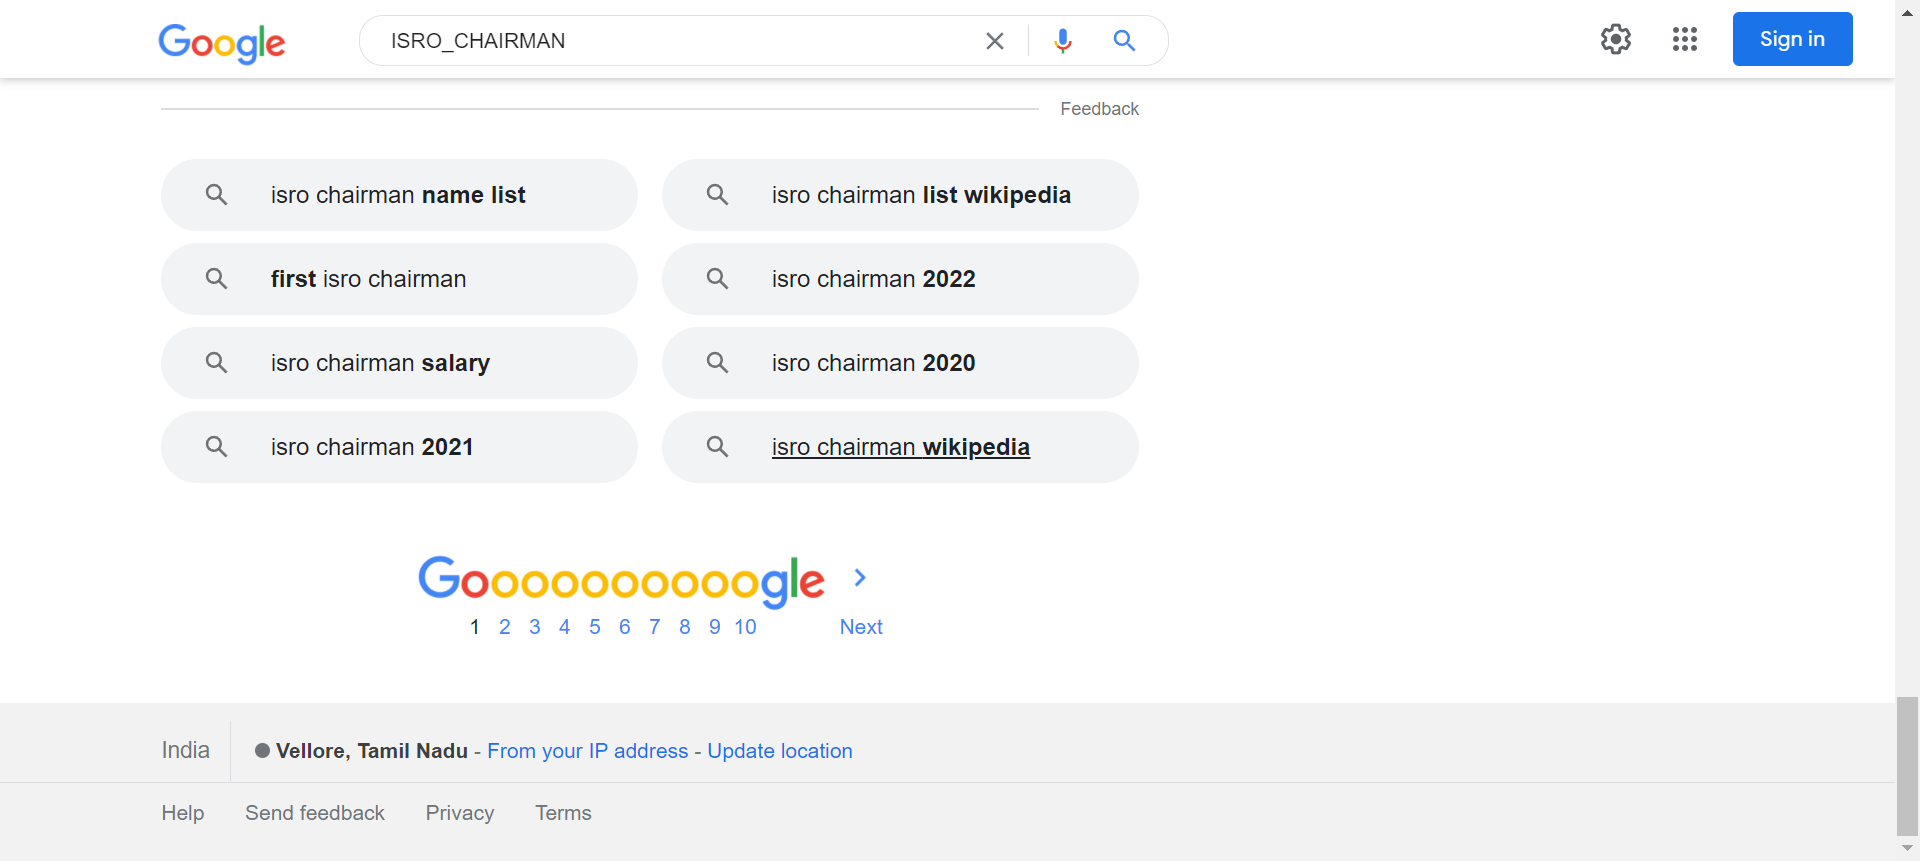 Google ISRO_CHAIRMAN Sign in
Feedback
isro chairman name list
isro chairman list wikipedia
first isro chairman
isro chairman 2022
isro chairman salary
isro chairman 2020
isro chairman 2021
isro chairman wikipedia
Goooooooooogle
1 2 3 4 5 6 7 8 9 10 Next
India Vellore, Tamil Nadu - From your IP address - Update location
Help Send feedback Privacy Terms